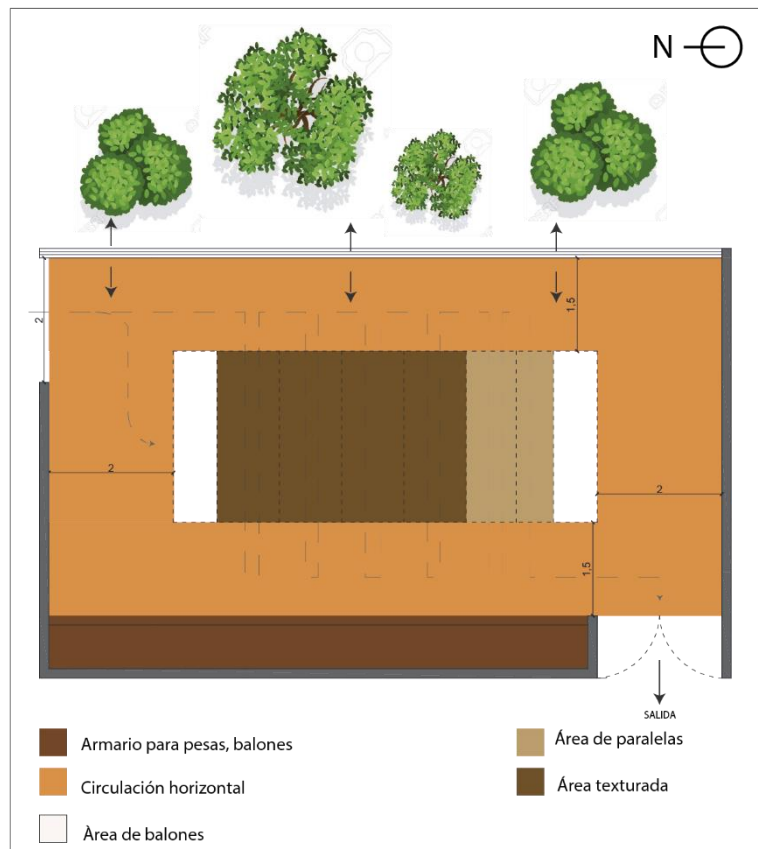 N
2
1,5
2
2
1,5
SALIDA
Armario para pesas, balones
Área de paralelas
Circulación horizontal
Área texturada
Àrea de balones